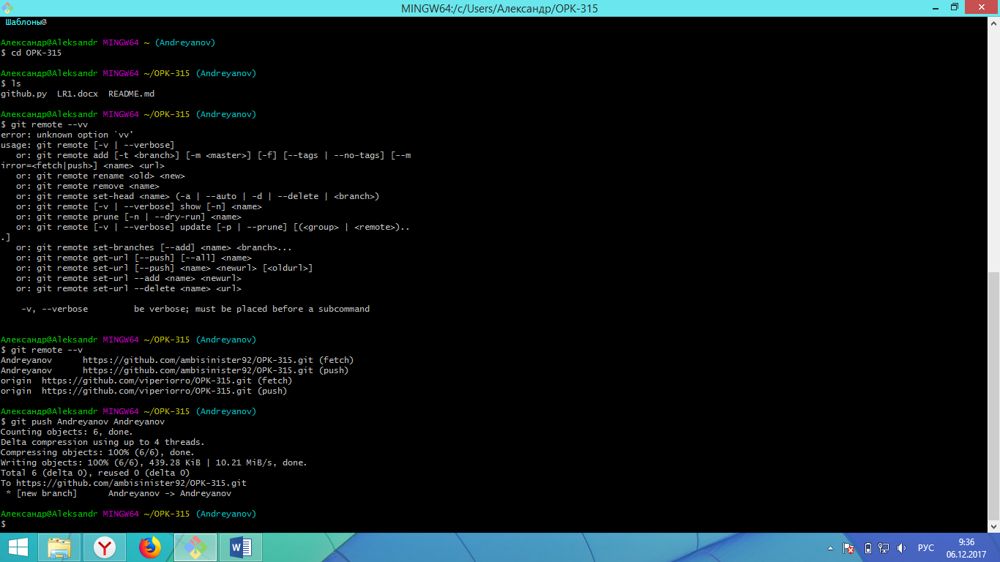 MINGW64:/c/Users/Александр/OPK-315
Шаблоны@
Александр@Aleksandr MINGW64 ~ (Andreyanov)
$ cd OPK-315
Александр@Aleksandr MINGW64 ~/OPK-315 (Andreyanov)
$ ls
github.py  LR1.docx  README.md
Александр@Aleksandr MINGW64 ~/OPK-315 (Andreyanov)
$ git remote --vv
error: unknown option `vv'
usage: git remote [-v | --verbose]
   or: git remote add [-t <branch>] [-m <master>] [-f] [--tags | --no-tags] [--m
irror=<fetch|push>] <name> <url>
   or: git remote rename <old> <new>
   or: git remote remove <name>
   or: git remote set-head <name> (-a | --auto | -d | --delete | <branch>)
   or: git remote [-v | --verbose] show [-n] <name>
   or: git remote prune [-n | --dry-run] <name>
   or: git remote [-v | --verbose] update [-p | --prune] [(<group> | <remote>)..
.]
   or: git remote set-branches [--add] <name> <branch>...
   or: git remote get-url [--push] [--all] <name>
   or: git remote set-url [--push] <name> <newurl> [<oldurl>]
   or: git remote set-url --add <name> <newurl>
   or: git remote set-url --delete <name> <url>
    -v, --verbose         be verbose; must be placed before a subcommand
Александр@Aleksandr MINGW64 ~/OPK-315 (Andreyanov)
$ git remote --v
Andreyanov      https://github.com/ambisinister92/OPK-315.git (fetch)
Andreyanov      https://github.com/ambisinister92/OPK-315.git (push)
origin  https://github.com/viperiorro/OPK-315.git (fetch)
origin  https://github.com/viperiorro/OPK-315.git (push)
Александр@Aleksandr MINGW64 ~/OPK-315 (Andreyanov)
$ git push Andreyanov Andreyanov
Counting objects: 6, done.
Delta compression using up to 4 threads.
Compressing objects: 100% (6/6), done.
Writing objects: 100% (6/6), 439.28 KiB | 10.21 MiB/s, done.
Total 6 (delta 0), reused 0 (delta 0)
To https://github.com/ambisinister92/OPK-315.git
 * [new branch]      Andreyanov -> Andreyanov
Александр@Aleksandr MINGW64 ~/OPK-315 (Andreyanov)
$
РУС
9:36
06.12.2017